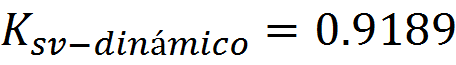 K_{sv-dinámico} = 0.9189